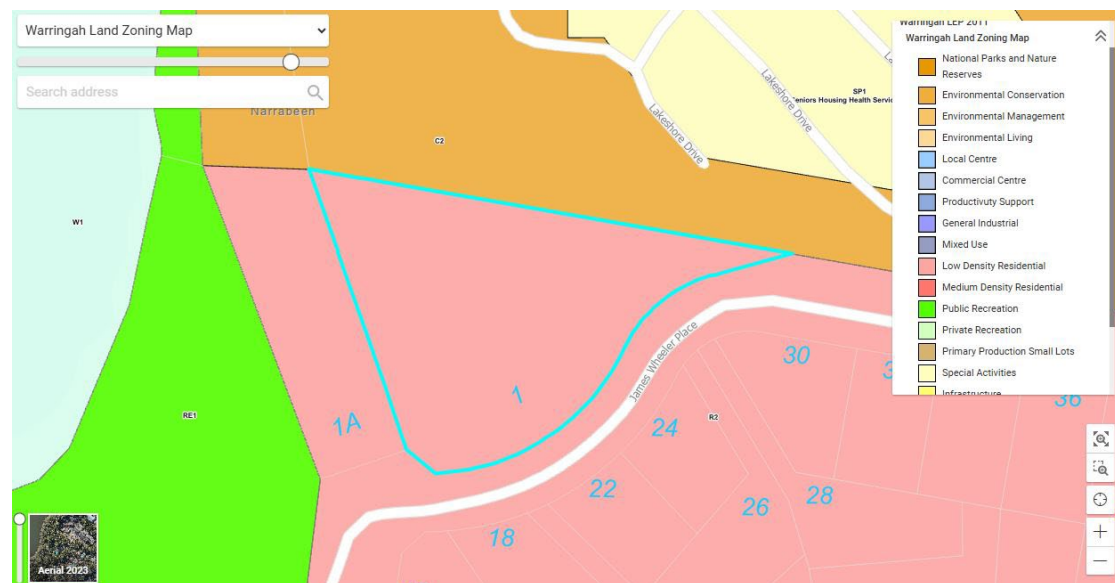 Warringah Land Zoning Map
Search address
Narrabeen
C2
W1
RE1
1A
1
18
22
24
26
28
30
R2
36
James Wheeler Place
Lakeshore Drive
Lakeshore Drive
SP1
Seniors Housing Health Servic
Aerial 2023
Warringah LEP 2011
Warringah Land Zoning Map
National Parks and Nature
Reserves
Environmental Conservation
Environmental Management
Environmental Living
Local Centre
Commercial Centre
Productivuty Support
General Industrial
Mixed Use
Low Density Residential
Medium Density Residential
Public Recreation
Private Recreation
Primary Production Small Lots
Special Activities
Infrastructure